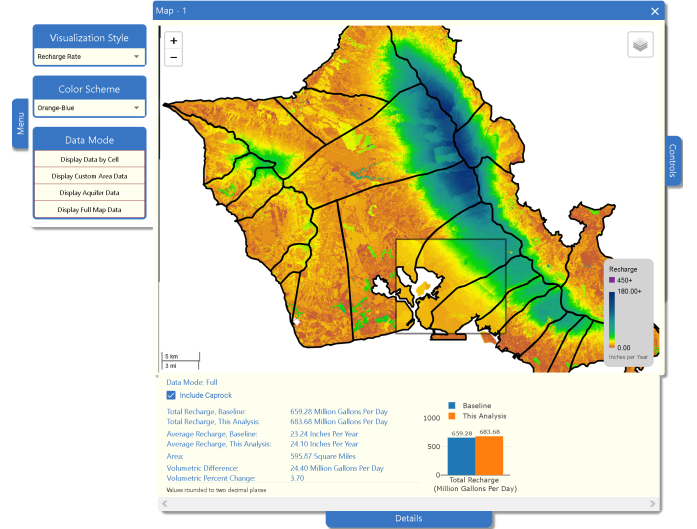 Map - 1
Visualization Style
Recharge Rate
Color Scheme
Orange-Blue
Data Mode
Display Data by Cell
Display Custom Area Data
Display Aquifer Data
Display Full Map Data
Menu
+
−
Controls
Recharge
450+
180.00+
0.00
Inches per Year
5 km
3 mi
Data Mode: Full
Include Caprock
Total Recharge, Baseline: 659.28 Million Gallons Per Day
Total Recharge, This Analysis: 683.68 Million Gallons Per Day
Average Recharge, Baseline: 23.24 Inches Per Year
Average Recharge, This Analysis: 24.10 Inches Per Year
Area: 595.87 Square Miles
Volumetric Difference: 24.40 Million Gallons Per Day
Volumetric Percent Change: 3.70
Values rounded to two decimal places
Baseline
This Analysis
1000
500
0
659.28 683.68
Total Recharge
(Million Gallons Per Day)
Details